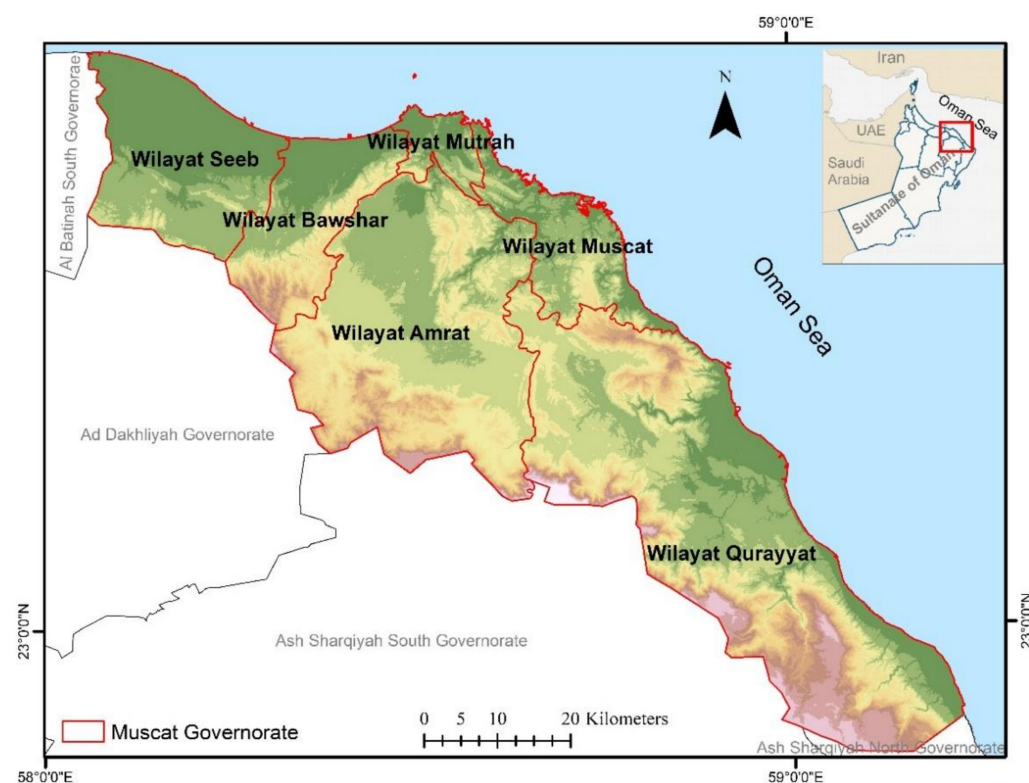 59°0'0"E
N
Iran
Oman Sea
UAE
Saudi
Arabia
Sultanate of Oman
Al Batinah South Governorae
Wilayat Seeb
Wilayat Mutrah
Wilayat Bawshar
Wilayat Muscat
Oman Sea
Wilayat Amrat
Ad Dakhliyah Governorate
Wilayat Qurayyat
23°0'0"N
23°0'0"N
Ash Sharqiyah South Governorate
0 5 10 20 Kilometers
Muscat Governorate
Ash Sharqiyah North Governorate
58°0'0"E
59°0'0"E